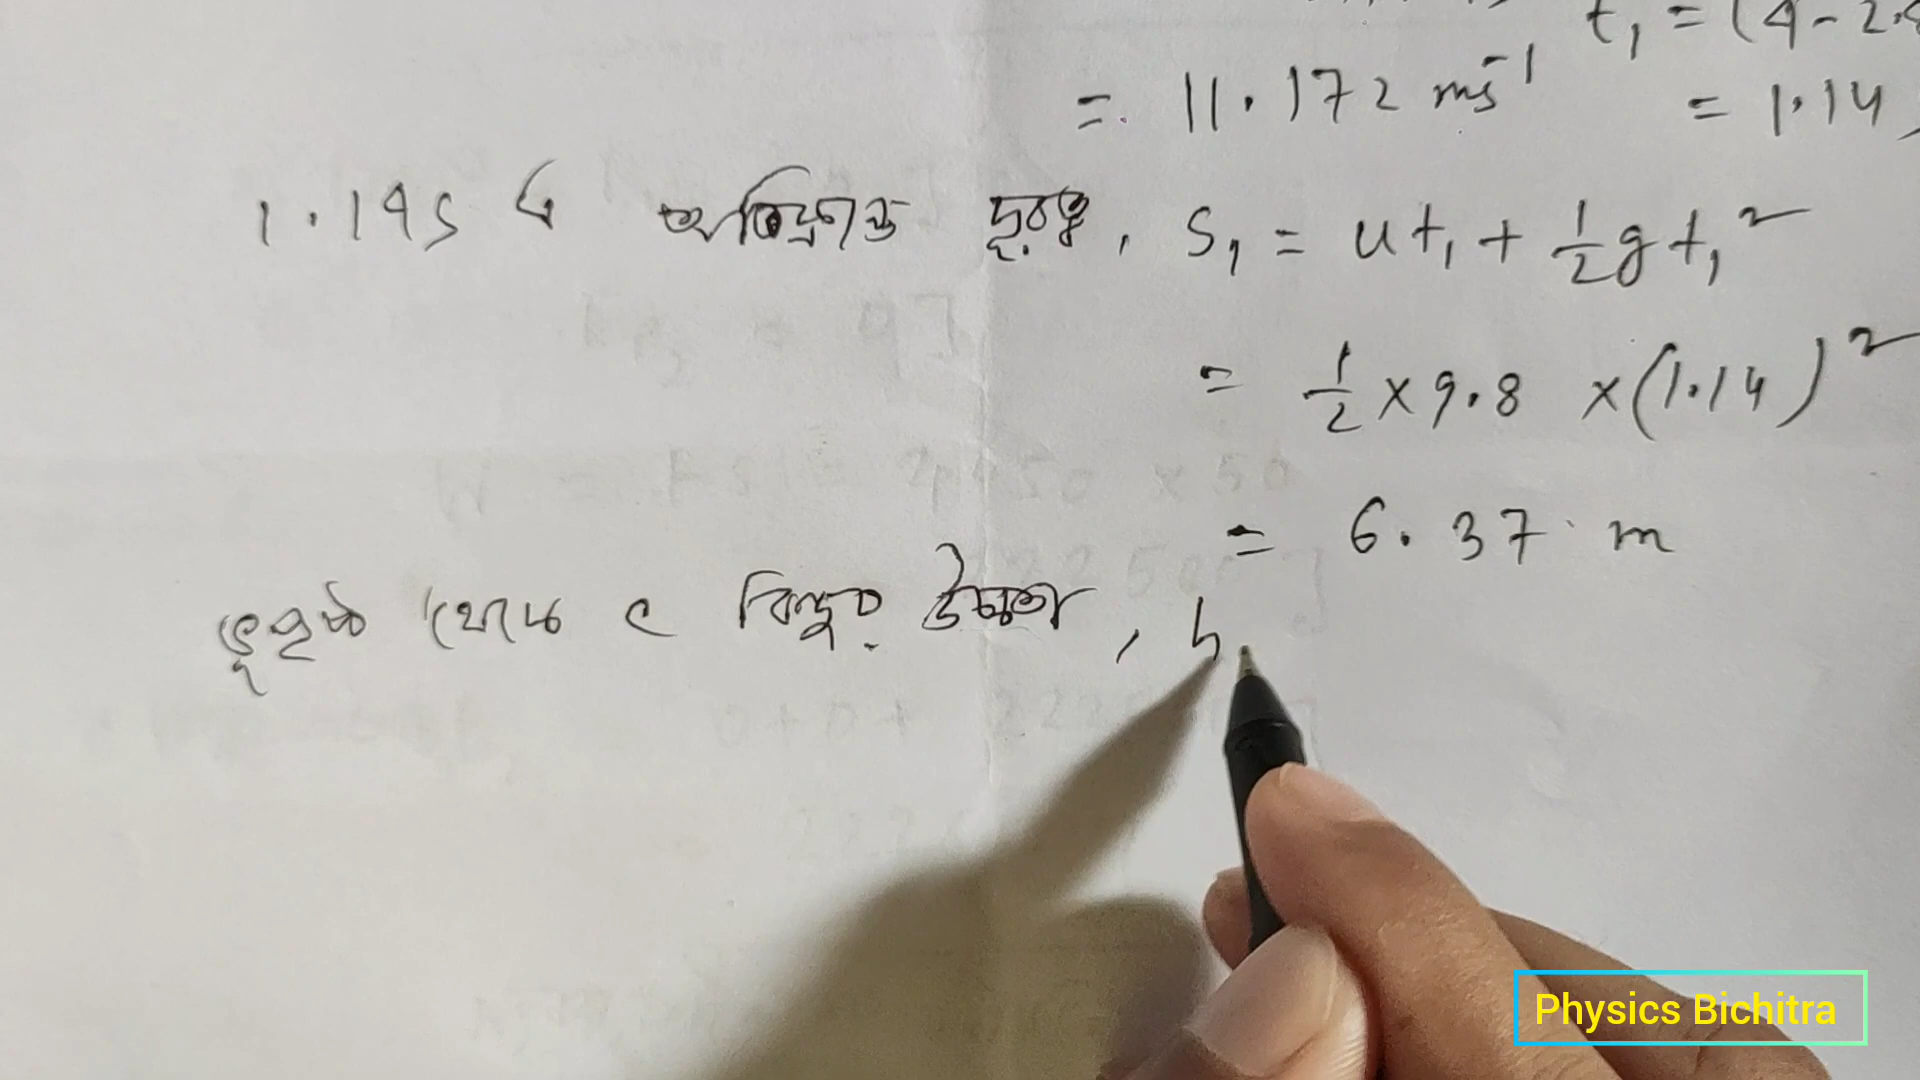 t₁ = (4 - 2.8
= 11.172 ms⁻¹ = 1.14
1.14s এ অতিক্রান্ত দূরত্ব, S₁ = ut₁ + ½gt₁²
= ½ × 9.8 × (1.14)²
= 6.37 m
ভূপৃষ্ঠ থেকে C বিন্দুর উচ্চতা, h
Physics Bichitra